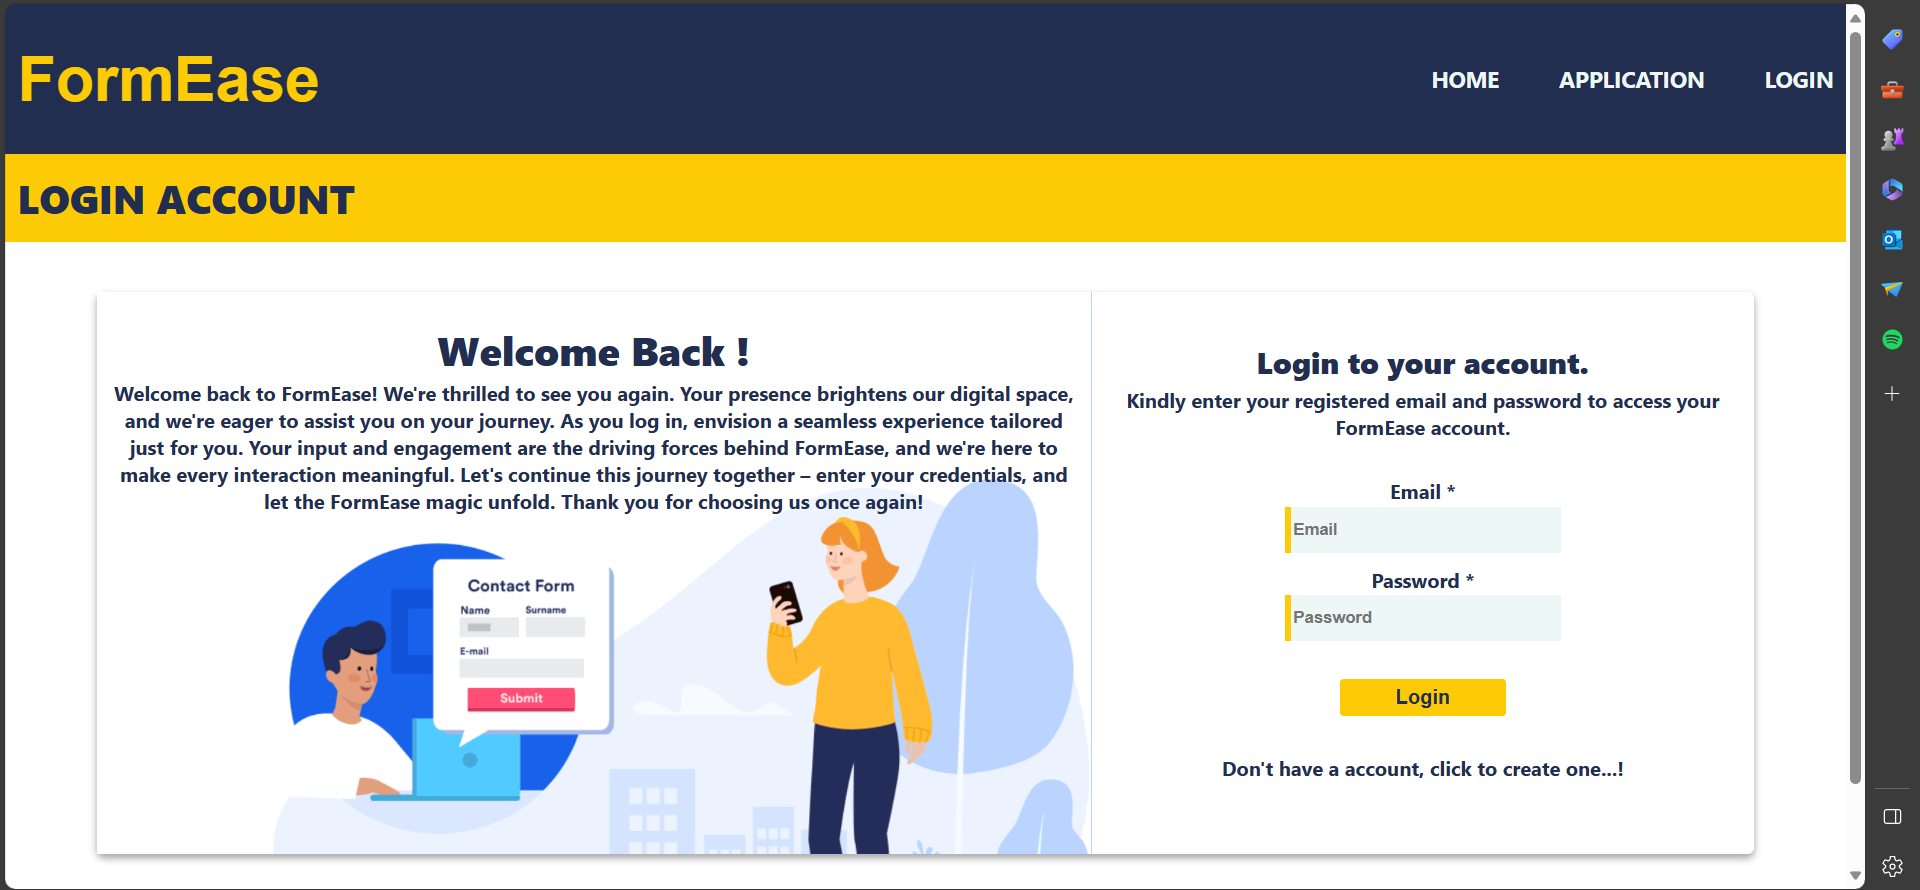 FormEase
HOME APPLICATION LOGIN
LOGIN ACCOUNT
Welcome Back !
Welcome back to FormEase! We're thrilled to see you again. Your presence brightens our digital space,
and we're eager to assist you on your journey. As you log in, envision a seamless experience tailored
just for you. Your input and engagement are the driving forces behind FormEase, and we're here to
make every interaction meaningful. Let's continue this journey together – enter your credentials, and
let the FormEase magic unfold. Thank you for choosing us once again!
Contact Form
Name Surname
E-mail
Submit
Login to your account.
Kindly enter your registered email and password to access your
FormEase account.
Email *
Email
Password *
Password
Login
Don't have a account, click to create one...!